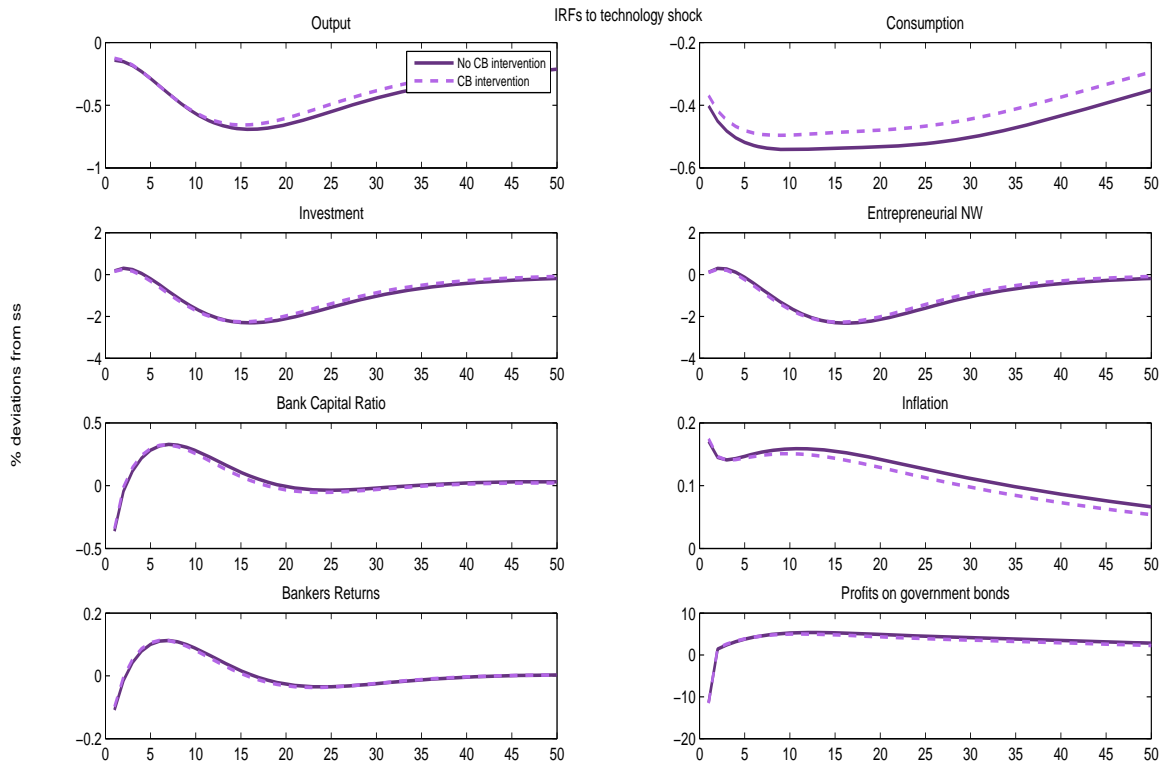 IRFs to technology shock
Output
0
−0.5
−1
0 5 10 15 20 25 30 35 40 45 50
No CB intervention
CB intervention
Consumption
−0.2
−0.4
−0.6
0 5 10 15 20 25 30 35 40 45 50
Investment
2
0
−2
−4
0 5 10 15 20 25 30 35 40 45 50
Entrepreneurial NW
2
0
−2
−4
0 5 10 15 20 25 30 35 40 45 50
% deviations from ss
Bank Capital Ratio
0.5
0
−0.5
0 5 10 15 20 25 30 35 40 45 50
Inflation
0.2
0.1
0
0 5 10 15 20 25 30 35 40 45 50
Bankers Returns
0.2
0
−0.2
0 5 10 15 20 25 30 35 40 45 50
Profits on government bonds
10
0
−10
−20
0 5 10 15 20 25 30 35 40 45 50